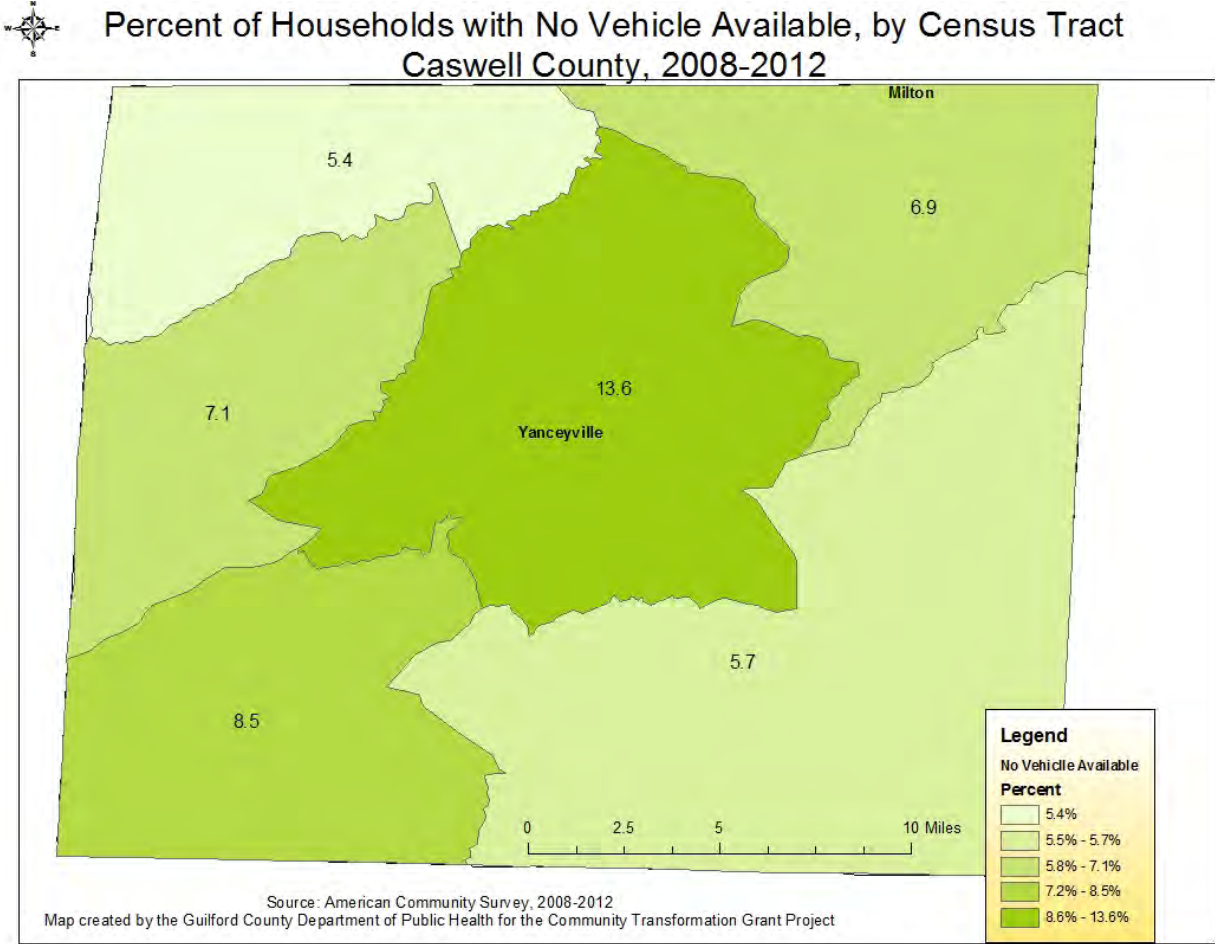 N
W E
S
Percent of Households with No Vehicle Available, by Census Tract
Caswell County, 2008-2012
Milton
5.4
6.9
13.6
7.1
Yanceyville
5.7
8.5
Legend
No Vehiclle Available
Percent
5.4%
5.5% - 5.7%
5.8% - 7.1%
7.2% - 8.5%
8.6% - 13.6%
0 2.5 5 10 Miles
Source: American Community Survey, 2008-2012
Map created by the Guilford County Department of Public Health for the Community Transformation Grant Project